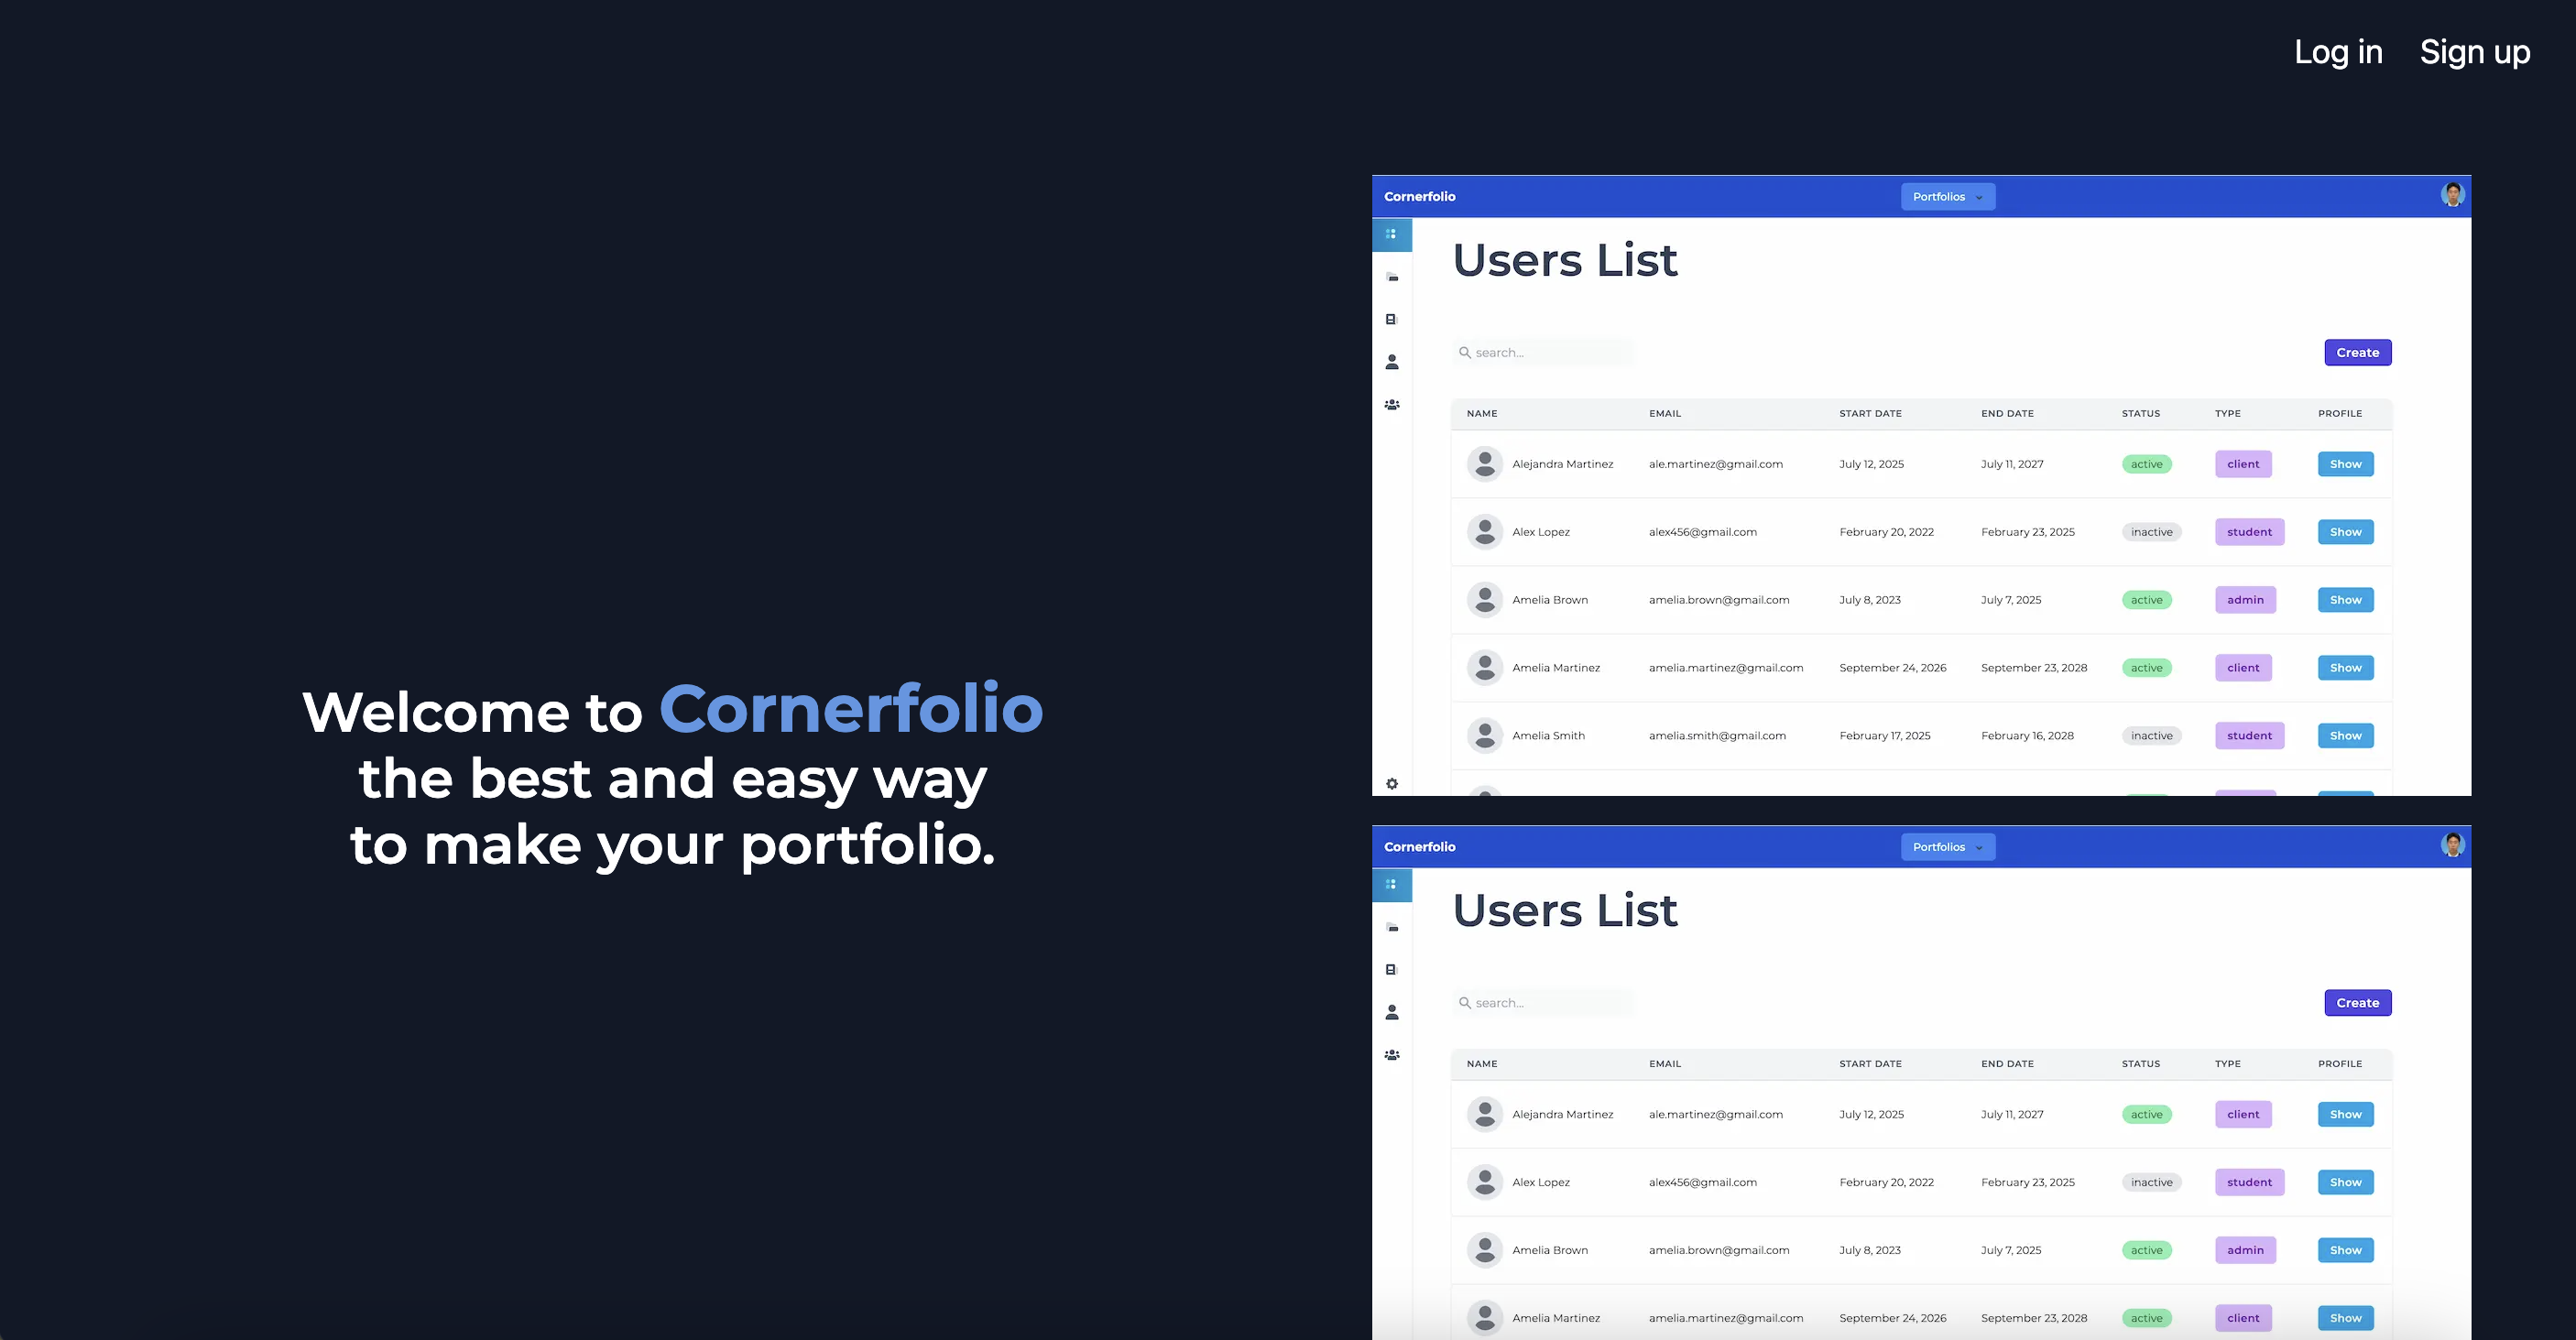 Log in Sign up
Welcome to Cornerfolio
the best and easy way
to make your portfolio.
Cornerfolio Portfolios
Users List
search... Create
NAME EMAIL START DATE END DATE STATUS TYPE PROFILE
Alejandra Martinez ale.martinez@gmail.com July 12, 2025 July 11, 2027 active client Show
Alex Lopez alex456@gmail.com February 20, 2022 February 23, 2025 inactive student Show
Amelia Brown amelia.brown@gmail.com July 8, 2023 July 7, 2025 active admin Show
Amelia Martinez amelia.martinez@gmail.com September 24, 2026 September 23, 2028 active client Show
Amelia Smith amelia.smith@gmail.com February 17, 2025 February 16, 2028 inactive student Show
Cornerfolio Portfolios
Users List
search... Create
NAME EMAIL START DATE END DATE STATUS TYPE PROFILE
Alejandra Martinez ale.martinez@gmail.com July 12, 2025 July 11, 2027 active client Show
Alex Lopez alex456@gmail.com February 20, 2022 February 23, 2025 inactive student Show
Amelia Brown amelia.brown@gmail.com July 8, 2023 July 7, 2025 active admin Show
Amelia Martinez amelia.martinez@gmail.com September 24, 2026 September 23, 2028 active client Show